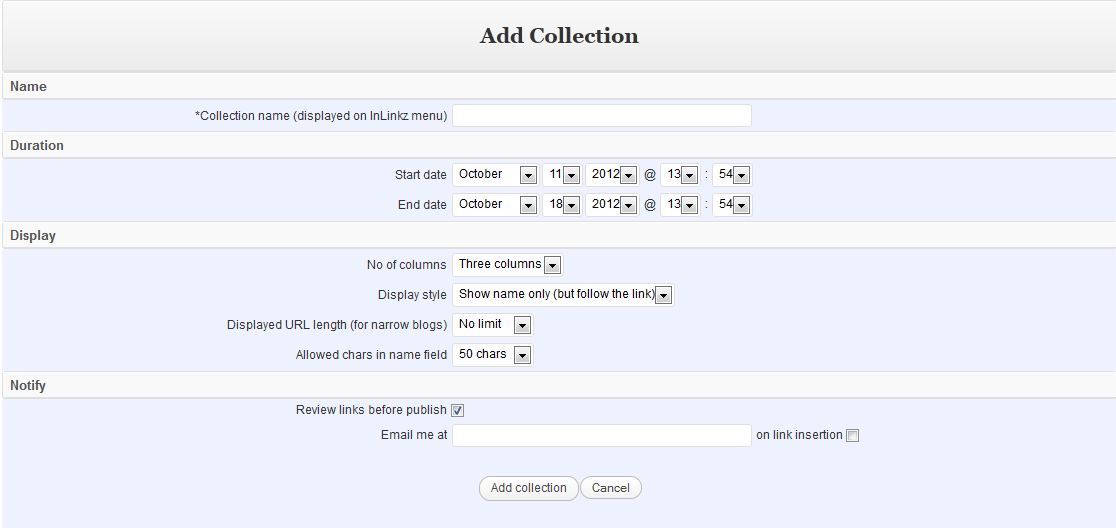 Add Collection
Name
*Collection name (displayed on InLinkz menu)
Duration
Start date October 11 2012 @ 13 : 54
End date October 18 2012 @ 13 : 54
Display
No of columns Three columns
Display style Show name only (but follow the link)
Displayed URL length (for narrow blogs) No limit
Allowed chars in name field 50 chars
Notify
Review links before publish
Email me at on link insertion
Add collection Cancel